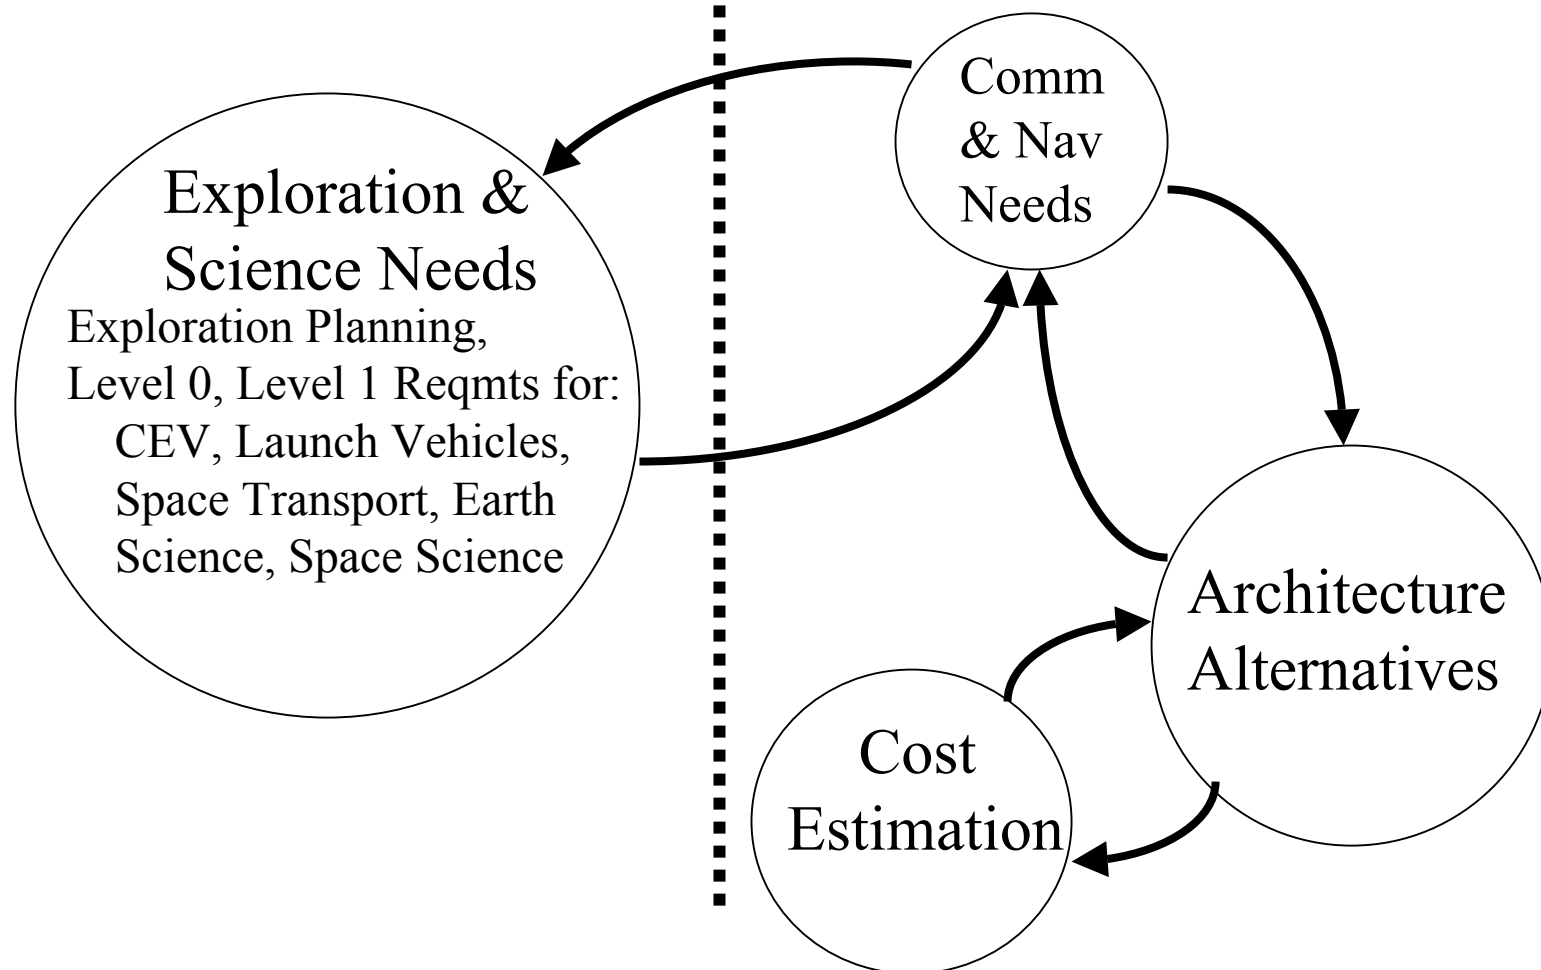 Exploration &
Science Needs
Exploration Planning,
Level 0, Level 1 Reqmts for:
CEV, Launch Vehicles,
Space Transport, Earth
Science, Space Science
Comm
& Nav
Needs
Architecture
Alternatives
Cost
Estimation